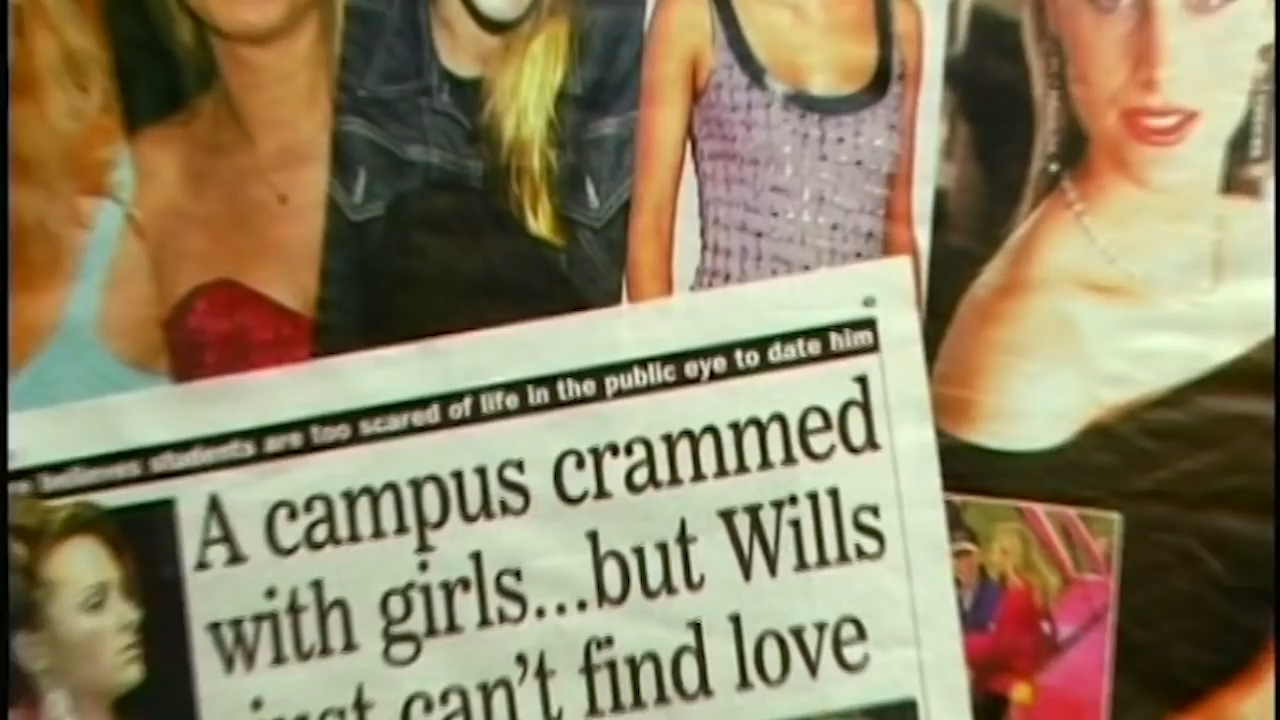 believes students are too scared of life in the public eye to date him
A campus crammed
with girls...but Wills
just can't find love